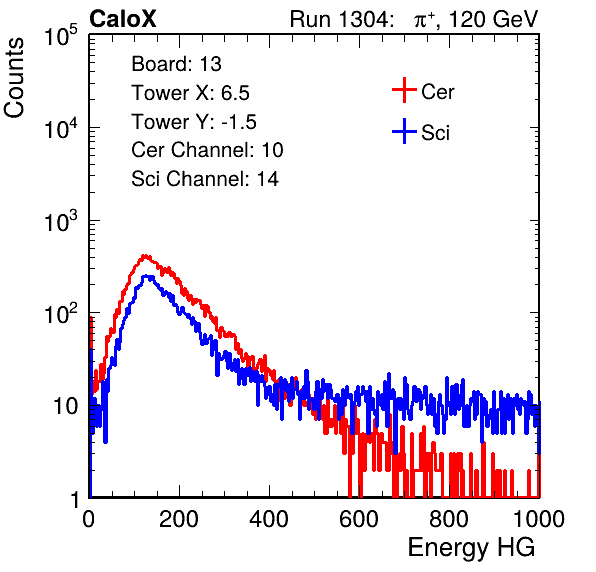 CaloX Run 1304: π⁺, 120 GeV
Counts
10⁵
10⁴
10³
10²
10
1
Board: 13
Tower X: 6.5
Tower Y: -1.5
Cer Channel: 10
Sci Channel: 14
Cer
Sci
0 200 400 600 800 1000
Energy HG